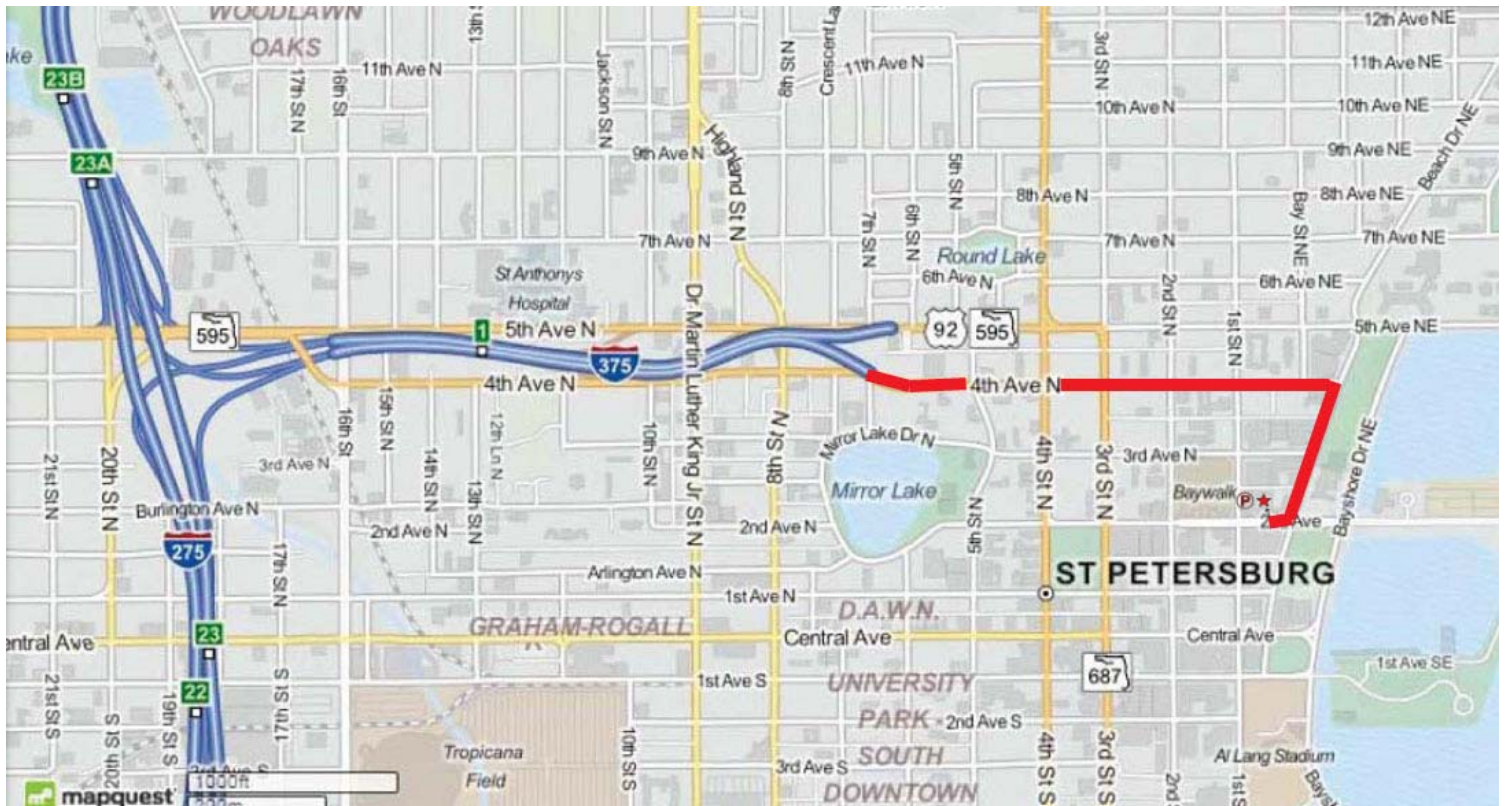 WOODLAWN
OAKS
23B
23A
17th St N
16th St
11th Ave N
13th S
Jackson St N
9th Ave N
Highland St N
8th St N
Crescent La
11th Ave N
3rd St N
10th Ave N
12th Ave NE
11th Ave NE
10th Ave NE
9th Ave NE
Beach Dr NE
8th Ave N
8th Ave NE
Bay St NE
7th Ave N
7th St N
6th St N
5th St N
Round Lake
6th Ave N
7th Ave N
7th Ave NE
6th Ave NE
2nd St N
1st St N
St Anthonys
Hospital
595
1
5th Ave N
375
92
595
5th Ave NE
4th Ave N
4th Ave N
Dr Martin Luther King Jr St N
16th St
15th St N
14th St N
13th St N
12th Ln N
10th St N
8th St N
Mirror Lake Dr N
Mirror Lake
3rd Ave N
3rd Ave N
4th St N
3rd St N
Baywalk
P
Ave
Bayshore Dr NE
21st St N
20th St N
Burlington Ave N
275
17th St N
2nd Ave N
2nd Ave N
5th St N
Arlington Ave N
1st Ave N
ST PETERSBURG
D.A.W.N.
GRAHAM-ROGALL
23
entral Ave
Central Ave
Central Ave
1st Ave SE
22
21st St S
20th St S
19th St S
17th St S
1st Ave S
UNIVERSITY
PARK -
SOUTH
DOWNTOWN
2nd Ave S
687
Tropicana
Field
10th St S
3rd Ave S
4th St S
3rd St S
2nd
1st S
Al Lang Stadium
3rd Ave S
1000ft
mapquest